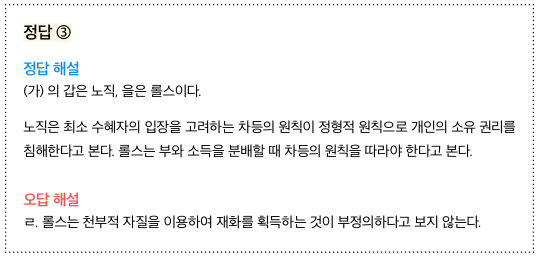 정답 ③
정답 해설
(가) 의 갑은 노직, 을은 롤스이다.
노직은 최소 수혜자의 입장을 고려하는 차등의 원칙이 정형적 원칙으로 개인의 소유 권리를
침해한다고 본다. 롤스는 부와 소득을 분배할 때 차등의 원칙을 따라야 한다고 본다.
오답 해설
ㄹ. 롤스는 천부적 자질을 이용하여 재화를 획득하는 것이 부정의하다고 보지 않는다.